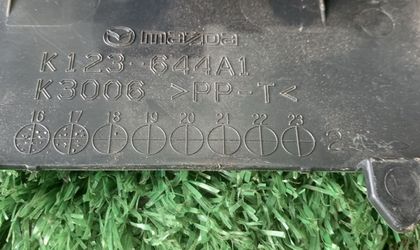 mazda
K123-644A1
K3006 >PP-T<
16 17 18 19 20 21 22 23
2